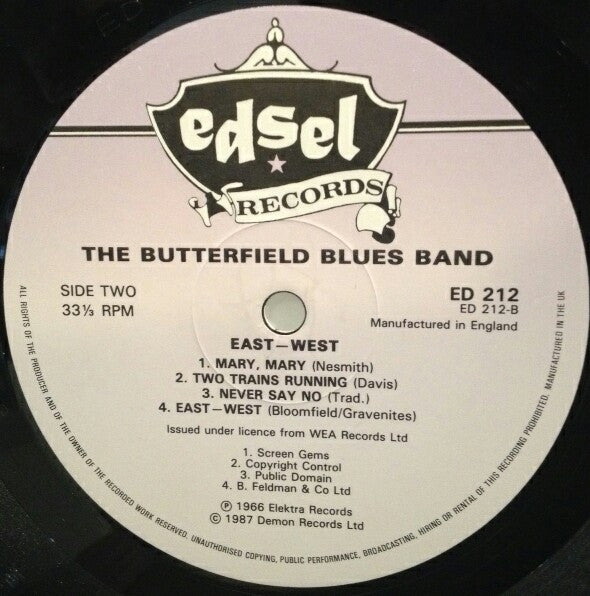 edsel
RECORDS
THE BUTTERFIELD BLUES BAND
SIDE TWO
33⅓ RPM
ED 212
ED 212-B
Manufactured in England
EAST—WEST
1. MARY, MARY (Nesmith)
2. TWO TRAINS RUNNING (Davis)
3. NEVER SAY NO (Trad.)
4. EAST—WEST (Bloomfield/Gravenites)
Issued under licence from WEA Records Ltd
1. Screen Gems
2. Copyright Control
3. Public Domain
4. B. Feldman & Co Ltd
℗ 1966 Elektra Records
© 1987 Demon Records Ltd
ALL RIGHTS OF THE PRODUCER AND OF THE OWNER OF THE RECORDED WORK RESERVED. UNAUTHORISED COPYING, PUBLIC PERFORMANCE, BROADCASTING, HIRING OR RENTAL OF THIS RECORDING PROHIBITED. MANUFACTURED IN THE UK